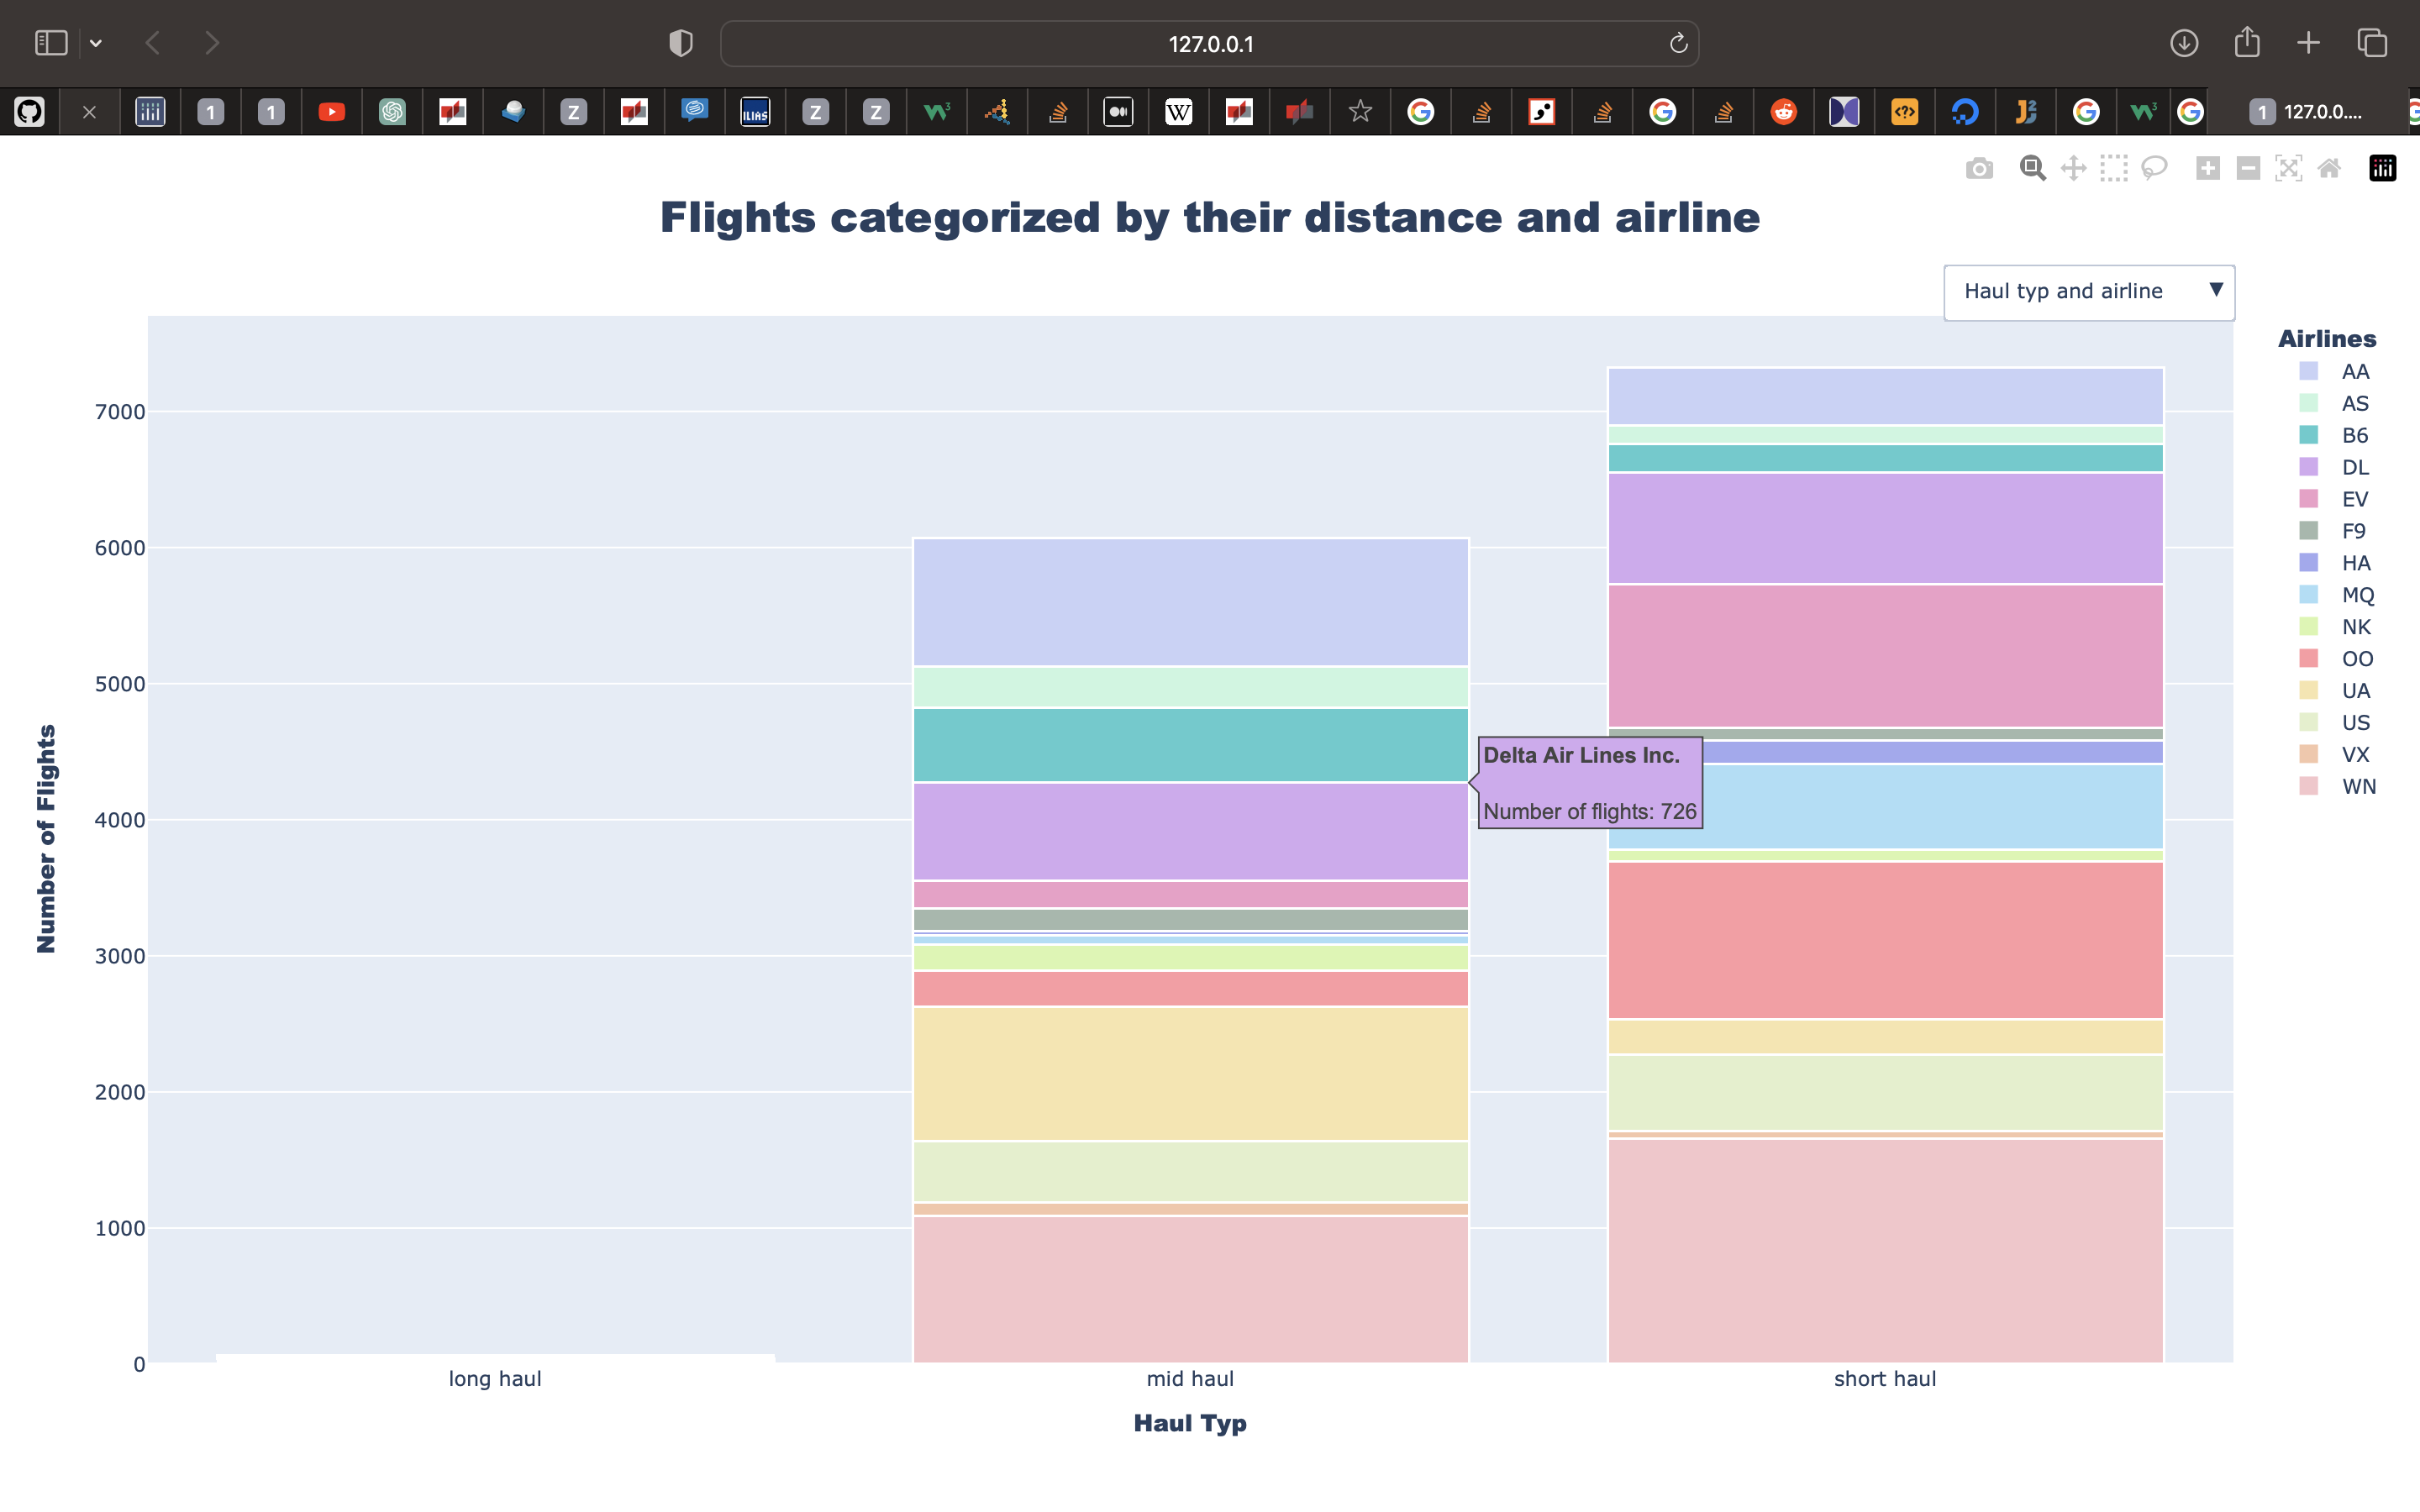 127.0.0.1
1
1
Z
ILIAS
Z
Z
W3
W
W3
1 127.0.0....
Flights categorized by their distance and airline
Haul typ and airline ▼
Airlines
AA
AS
B6
DL
EV
F9
HA
MQ
NK
OO
UA
US
VX
WN
Number of Flights
7000
6000
5000
4000
3000
2000
1000
0
Delta Air Lines Inc.
Number of flights: 726
long haul
mid haul
short haul
Haul Typ